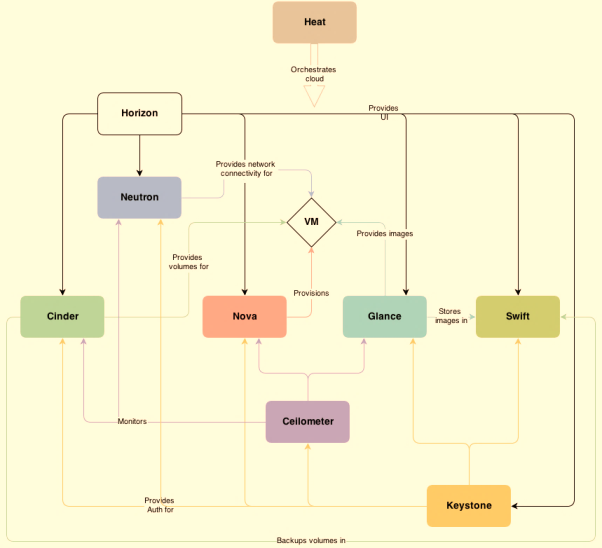 Heat
Orchestrates
cloud
Horizon
Provides
UI
Provides network
connectivity for
Neutron
VM
Provides images
Provides
volumes for
Provisions
Cinder
Nova
Glance
Stores
images in
Swift
Monitors
Ceilometer
Provides
Auth for
Keystone
Backups volumes in